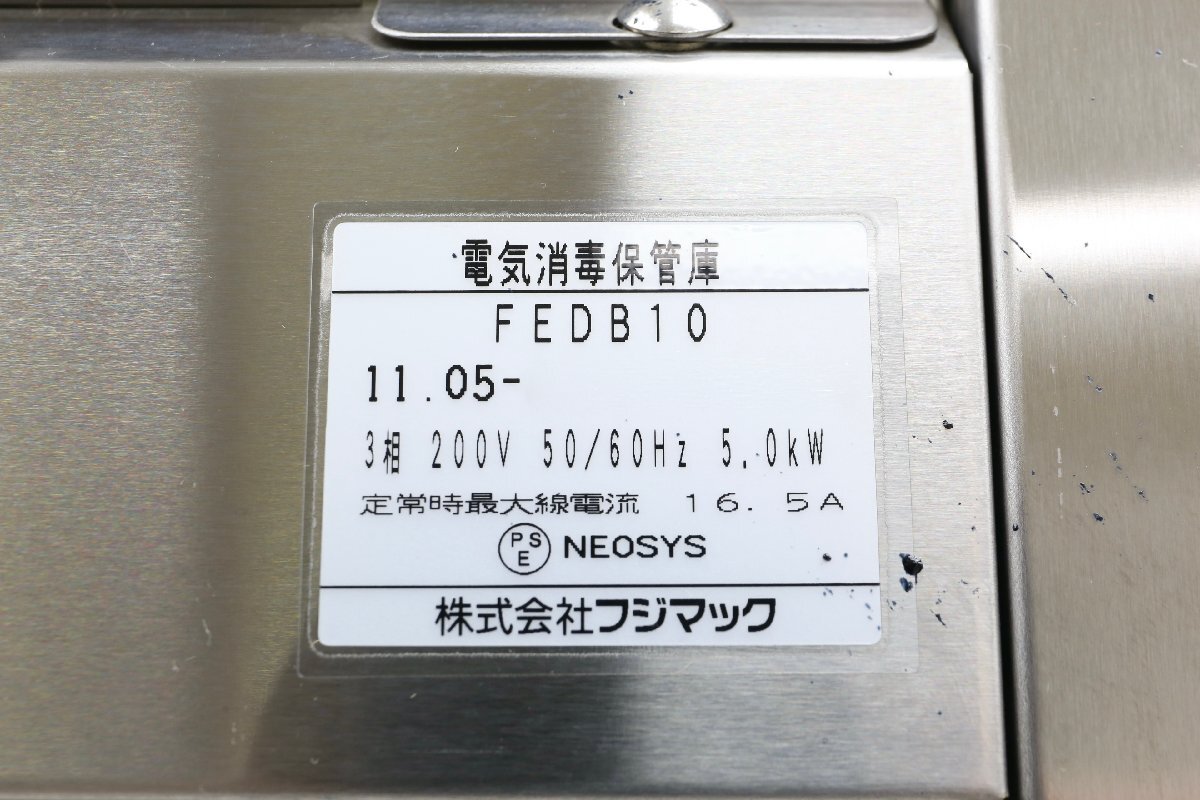 電気消毒保管庫
FEDB10
11.05-
3相 200V 50/60Hz 5.0kW
定常時最大線電流 16.5A
PSE NEOSYS
株式会社フジマック